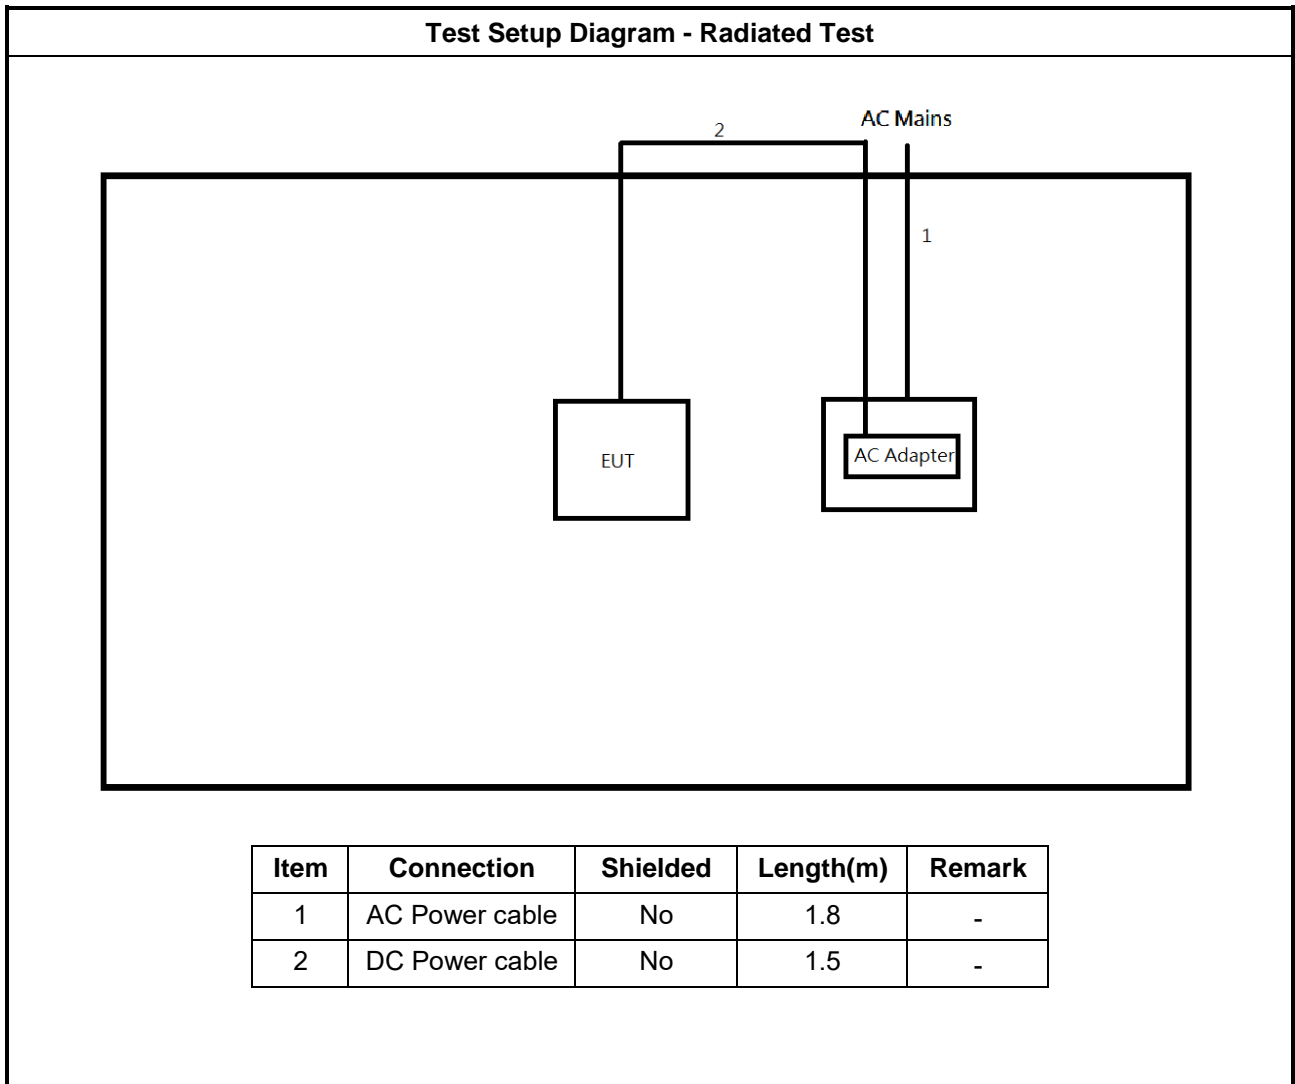 Test Setup Diagram - Radiated Test
AC Mains
2
1
EUT
AC Adapter
Item Connection Shielded Length(m) Remark
1 AC Power cable No 1.8 -
2 DC Power cable No 1.5 -